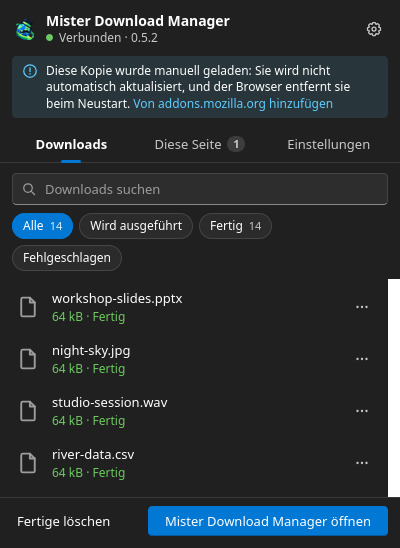 Mister Download Manager
Verbunden · 0.5.2
Diese Kopie wurde manuell geladen: Sie wird nicht
automatisch aktualisiert, und der Browser entfernt sie
beim Neustart. Von addons.mozilla.org hinzufügen
Downloads Diese Seite 1 Einstellungen
Downloads suchen
Alle 14 Wird ausgeführt Fertig 14
Fehlgeschlagen
workshop-slides.pptx
64 kB · Fertig
night-sky.jpg
64 kB · Fertig
studio-session.wav
64 kB · Fertig
river-data.csv
64 kB · Fertig
Fertige löschen Mister Download Manager öffnen